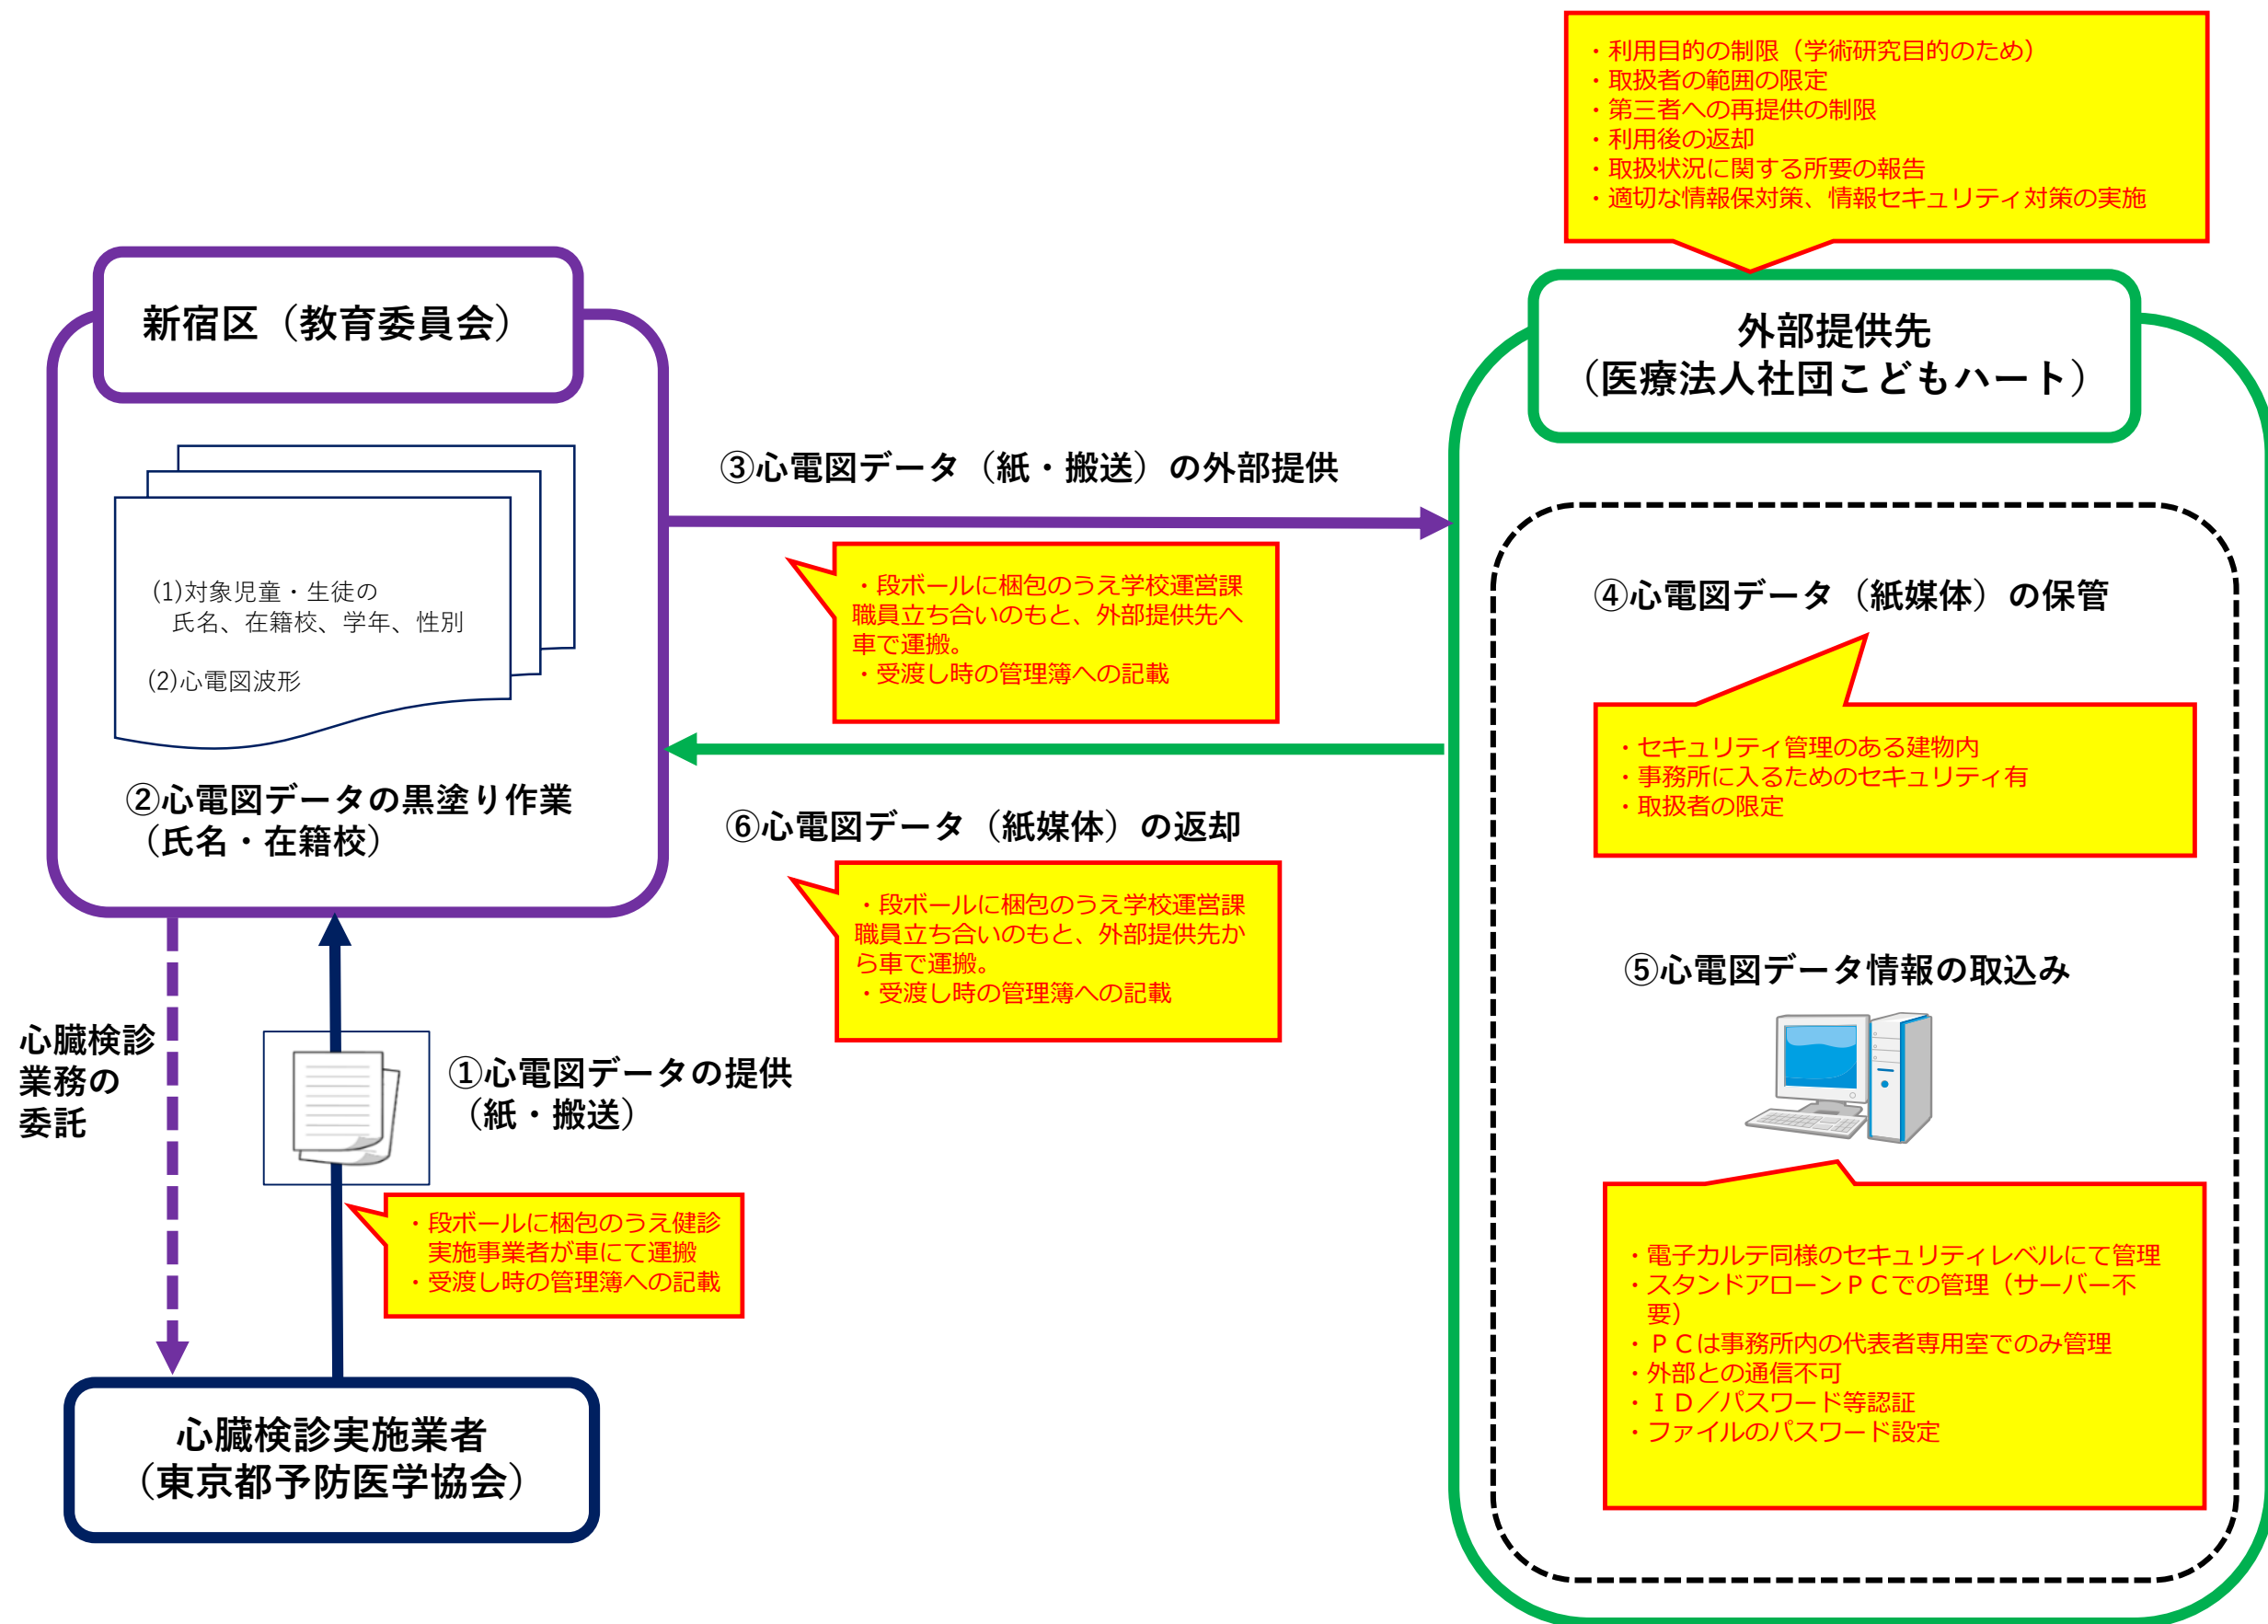 ・利用目的の制限（学術研究目的のため）
・取扱者の範囲の限定
・第三者への再提供の制限
・利用後の返却
・取扱状況に関する所要の報告
・適切な情報保対策、情報セキュリティ対策の実施
新宿区（教育委員会）
外部提供先
（医療法人社団こどもハート）
(1)対象児童・生徒の
氏名、在籍校、学年、性別
(2)心電図波形
②心電図データの黒塗り作業
（氏名・在籍校）
③心電図データ（紙・搬送）の外部提供
・段ボールに梱包のうえ学校運営課
職員立ち合いのもと、外部提供先へ
車で運搬。
・受渡し時の管理簿への記載
④心電図データ（紙媒体）の保管
・セキュリティ管理のある建物内
・事務所に入るためのセキュリティ有
・取扱者の限定
⑥心電図データ（紙媒体）の返却
・段ボールに梱包のうえ学校運営課
職員立ち合いのもと、外部提供先か
ら車で運搬。
・受渡し時の管理簿への記載
⑤心電図データ情報の取込み
・電子カルテ同様のセキュリティレベルにて管理
・スタンドアローンＰＣでの管理（サーバー不
要）
・ＰＣは事務所内の代表者専用室でのみ管理
・外部との通信不可
・ＩＤ／パスワード等認証
・ファイルのパスワード設定
心臓検診
業務の
委託
①心電図データの提供
（紙・搬送）
・段ボールに梱包のうえ健診
実施事業者が車にて運搬
・受渡し時の管理簿への記載
心臓検診実施業者
（東京都予防医学協会）